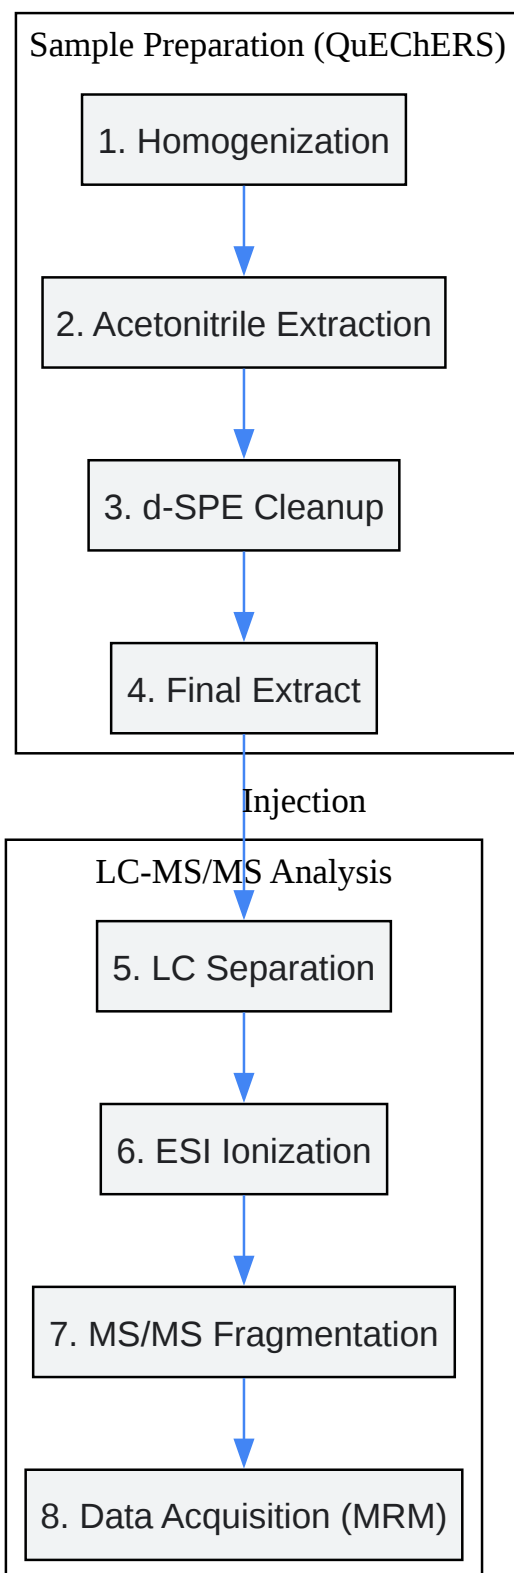 Sample Preparation (QuEChERS)
1. Homogenization
2. Acetonitrile Extraction
3. d-SPE Cleanup
4. Final Extract
Injection
LC-MS/MS Analysis
5. LC Separation
6. ESI Ionization
7. MS/MS Fragmentation
8. Data Acquisition (MRM)